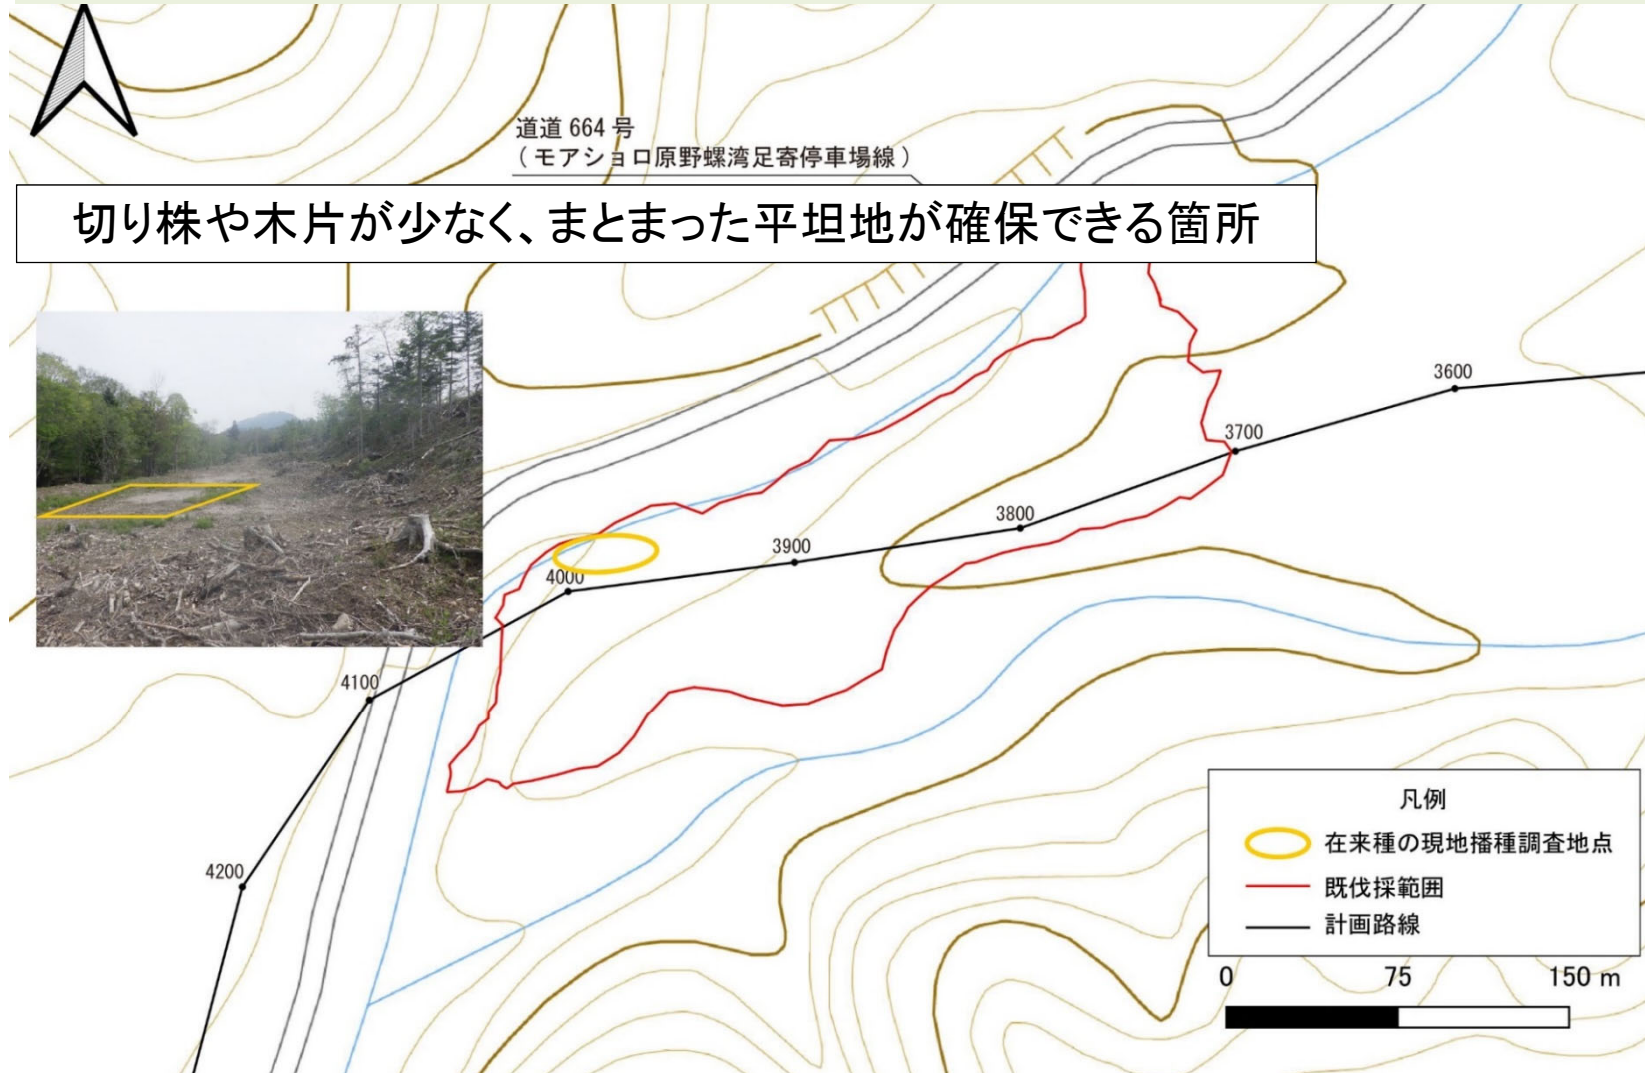 道道 664 号
（モアショロ原野螺湾足寄停車場線）
切り株や木片が少なく、まとまった平坦地が確保できる箇所
3600
3700
3800
3900
4000
4100
4200
凡例
在来種の現地播種調査地点
既伐採範囲
計画路線
0 75 150 m